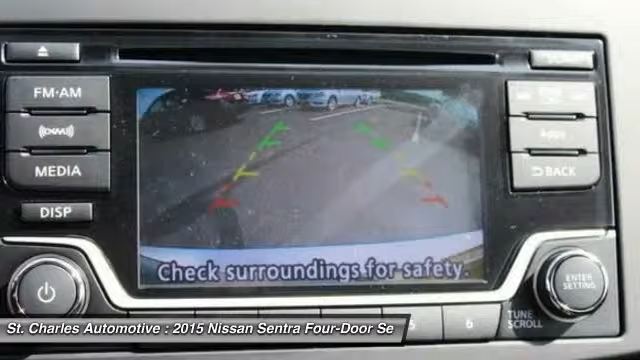 FM·AM
MEDIA
DISP
BACK
Check surroundings for safety.
ENTER
SETTING
TUNE
SCROLL
6
St. Charles Automotive : 2015 Nissan Sentra Four-Door Se